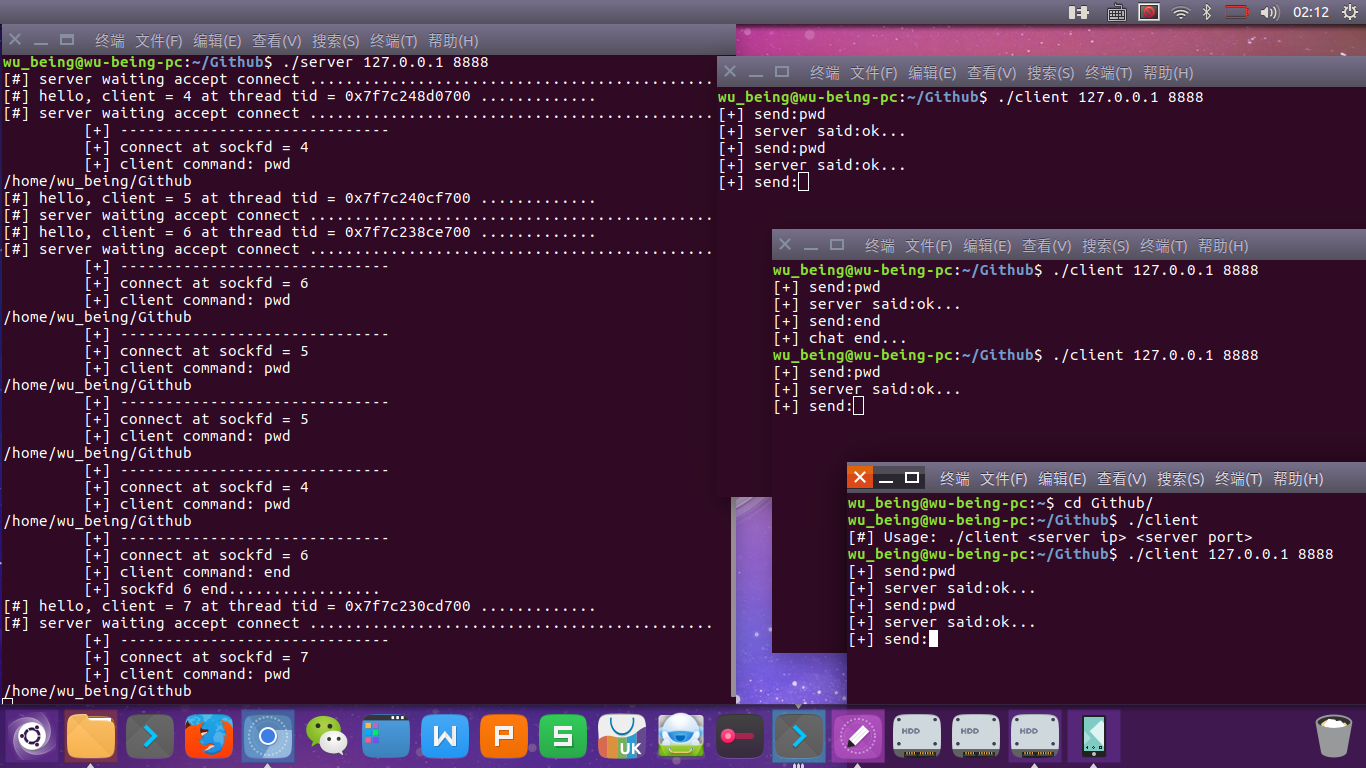 02:12
终端 文件(F) 编辑(E) 查看(V) 搜索(S) 终端(T) 帮助(H)
wu_being@wu-being-pc:~/Github$ ./server 127.0.0.1 8888
[#] server waiting accept connect .............................................
[#] hello, client = 4 at thread tid = 0x7f7c248d0700 .............
[#] server waiting accept connect .............................................
[+] ------------------------------
[+] connect at sockfd = 4
[+] client command: pwd
/home/wu_being/Github
[#] hello, client = 5 at thread tid = 0x7f7c240cf700 .............
[#] server waiting accept connect .............................................
[#] hello, client = 6 at thread tid = 0x7f7c238ce700 .............
[#] server waiting accept connect .............................................
[+] ------------------------------
[+] connect at sockfd = 6
[+] client command: pwd
/home/wu_being/Github
[+] ------------------------------
[+] connect at sockfd = 5
[+] client command: pwd
/home/wu_being/Github
[+] ------------------------------
[+] connect at sockfd = 5
[+] client command: pwd
/home/wu_being/Github
[+] ------------------------------
[+] connect at sockfd = 4
[+] client command: pwd
/home/wu_being/Github
[+] ------------------------------
[+] connect at sockfd = 6
[+] client command: end
[+] sockfd 6 end.................
[#] hello, client = 7 at thread tid = 0x7f7c230cd700 .............
[#] server waiting accept connect .............................................
[+] ------------------------------
[+] connect at sockfd = 7
[+] client command: pwd
/home/wu_being/Github
终端 文件(F) 编辑(E) 查看(V) 搜索(S) 终端(T) 帮助(H)
wu_being@wu-being-pc:~/Github$ ./client 127.0.0.1 8888
[+] send:pwd
[+] server said:ok...
[+] send:pwd
[+] server said:ok...
[+] send:
终端 文件(F) 编辑(E) 查看(V) 搜索(S) 终端(T) 帮助(H)
wu_being@wu-being-pc:~/Github$ ./client 127.0.0.1 8888
[+] send:pwd
[+] server said:ok...
[+] send:end
[+] chat end...
wu_being@wu-being-pc:~/Github$ ./client 127.0.0.1 8888
[+] send:pwd
[+] server said:ok...
[+] send:
终端 文件(F) 编辑(E) 查看(V) 搜索(S) 终端(T) 帮助(H)
wu_being@wu-being-pc:~$ cd Github/
wu_being@wu-being-pc:~/Github$ ./client
[#] Usage: ./client <server ip> <server port>
wu_being@wu-being-pc:~/Github$ ./client 127.0.0.1 8888
[+] send:pwd
[+] server said:ok...
[+] send:pwd
[+] server said:ok...
[+] send:
W P S UK HDD HDD HDD